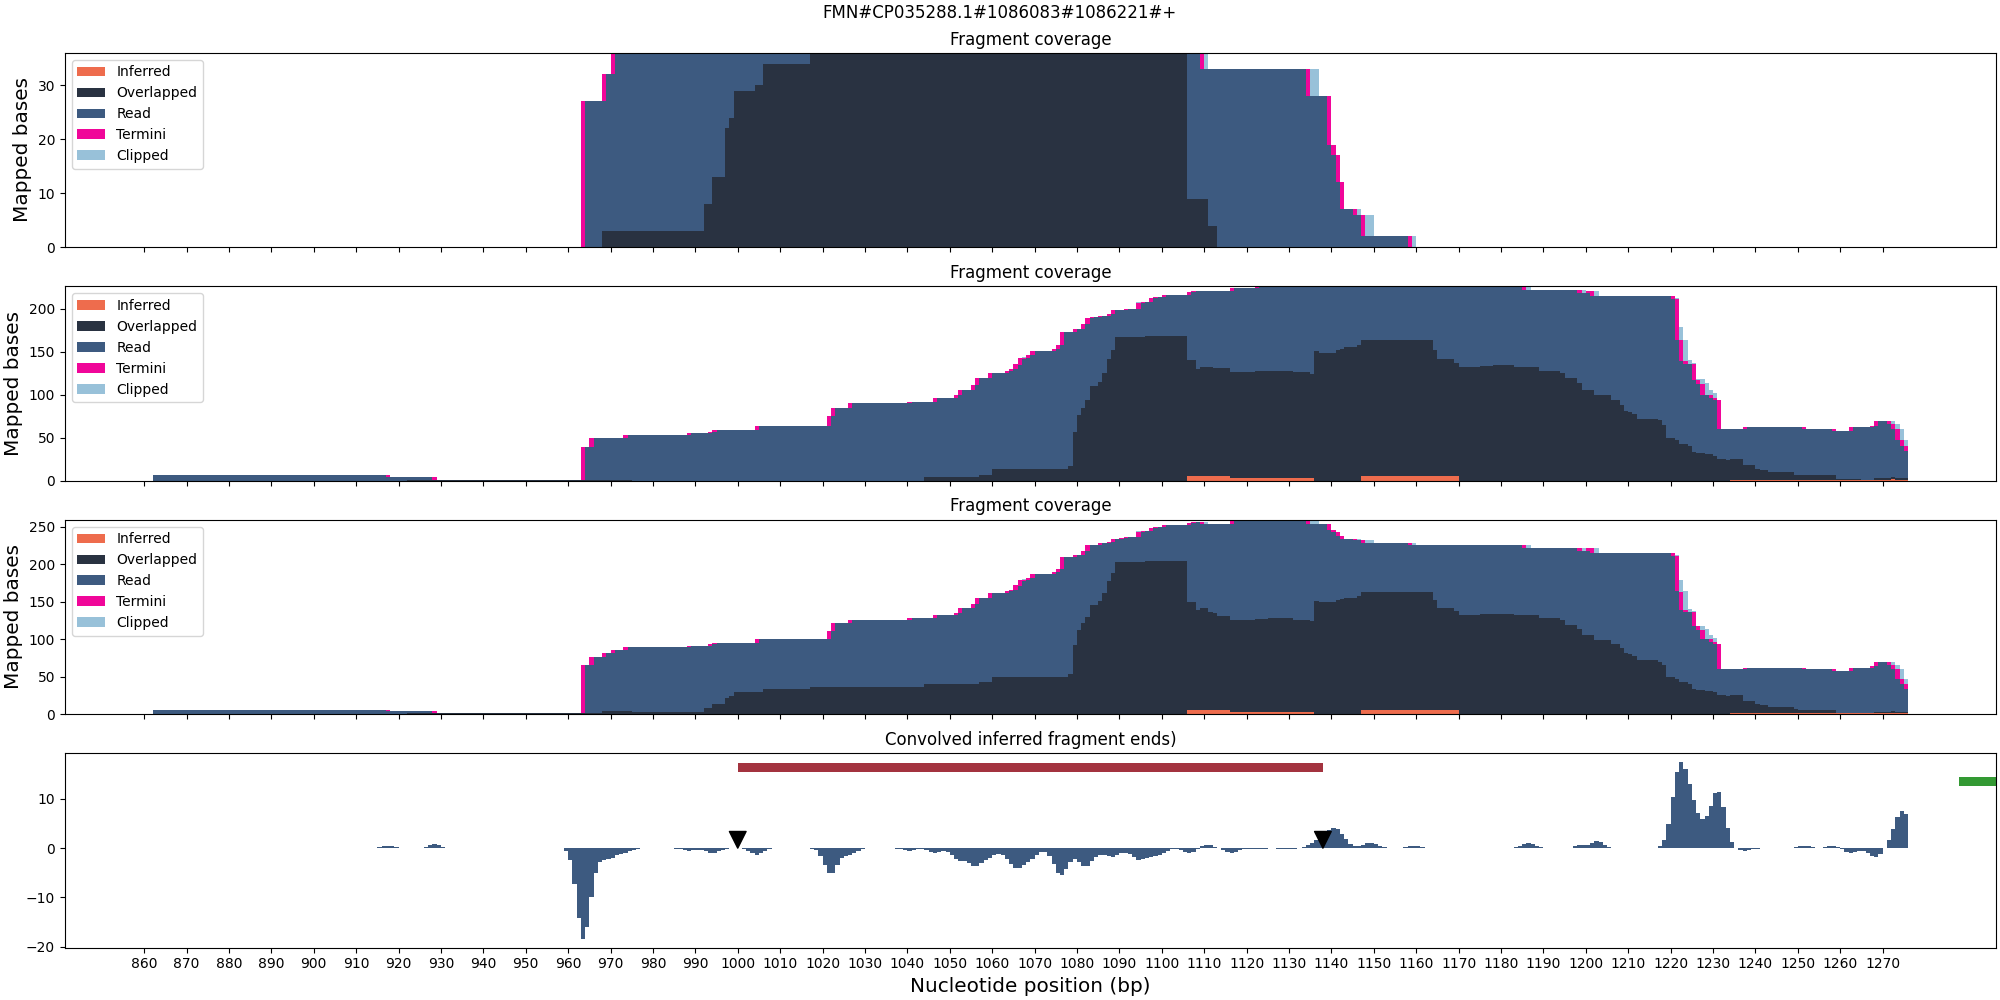 FMN#CP035288.1#1086083#1086221#+
Fragment coverage
Mapped bases
30
20
10
0
Inferred
Overlapped
Read
Termini
Clipped
Fragment coverage
Mapped bases
200
150
100
50
0
Inferred
Overlapped
Read
Termini
Clipped
Fragment coverage
Mapped bases
250
200
150
100
50
0
Inferred
Overlapped
Read
Termini
Clipped
Convolved inferred fragment ends)
10
0
−10
−20
860 870 880 890 900 910 920 930 940 950 960 970 980 990 1000 1010 1020 1030 1040 1050 1060 1070 1080 1090 1100 1110 1120 1130 1140 1150 1160 1170 1180 1190 1200 1210 1220 1230 1240 1250 1260 1270
Nucleotide position (bp)